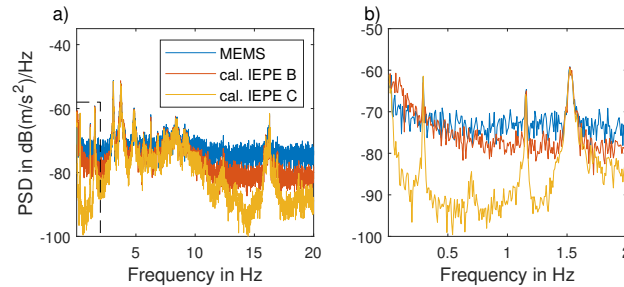 a)
b)
PSD in dB(m/s²)/Hz
-40
-60
-80
-100
5
10
15
20
Frequency in Hz
MEMS
cal. IEPE B
cal. IEPE C
-50
-60
-70
-80
-90
-100
0.5
1
1.5
2
Frequency in Hz